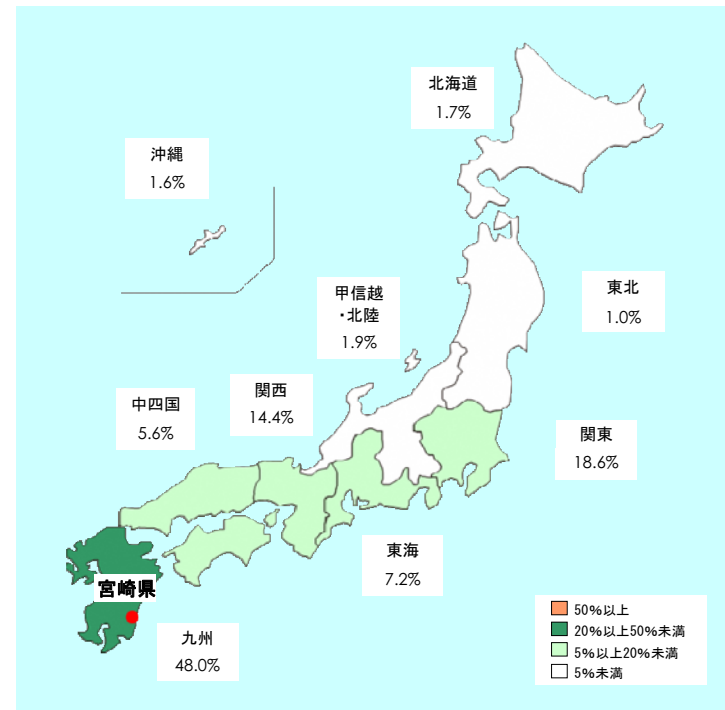 北海道
1.7%
沖縄
1.6%
東北
1.0%
甲信越
・北陸
1.9%
関西
14.4%
中四国
5.6%
関東
18.6%
東海
7.2%
宮崎県
九州
48.0%
50%以上
20%以上50%未満
5%以上20%未満
5%未満